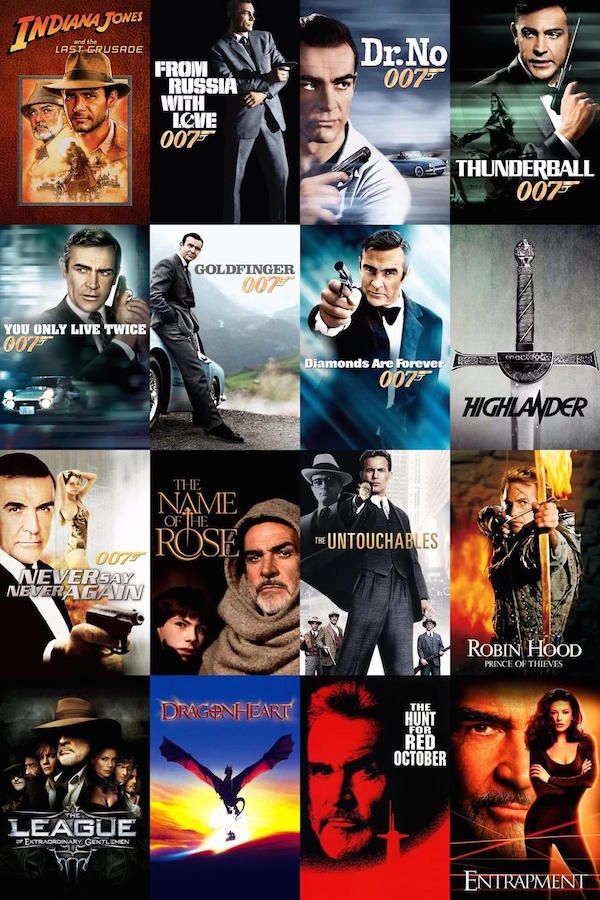 INDIANA JONES
and the
LAST CRUSADE
FROM
RUSSIA
WITH
LOVE
007
Dr. No
007
THUNDERBALL
007
YOU ONLY LIVE TWICE
007
GOLDFINGER
007
Diamonds Are Forever
007
HIGHLANDER
007
NEVER SAY
NEVER AGAIN
THE
NAME
OF THE
ROSE
THE UNTOUCHABLES
ROBIN HOOD
PRINCE OF THIEVES
THE
LEAGUE
OF EXTRAORDINARY GENTLEMEN
DRAGONHEART
THE
HUNT
FOR
RED
OCTOBER
ENTRAPMENT